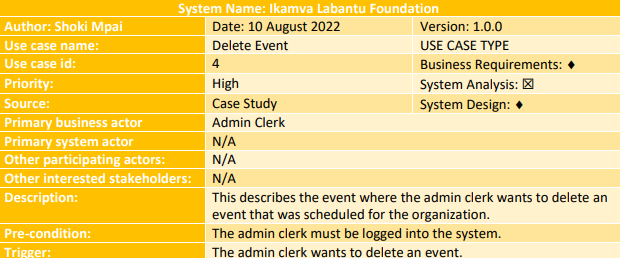 System Name: Ikamva Labantu Foundation
Author: Shoki Mpai Date: 10 August 2022 Version: 1.0.0
Use case name: Delete Event USE CASE TYPE
Use case id: 4 Business Requirements: ♦
Priority: High System Analysis: ☒
Source: Case Study System Design: ♦
Primary business actor Admin Clerk
Primary system actor N/A
Other participating actors: N/A
Other interested stakeholders: N/A
Description: This describes the event where the admin clerk wants to delete an
event that was scheduled for the organization.
Pre-condition: The admin clerk must be logged into the system.
Trigger: The admin clerk wants to delete an event.